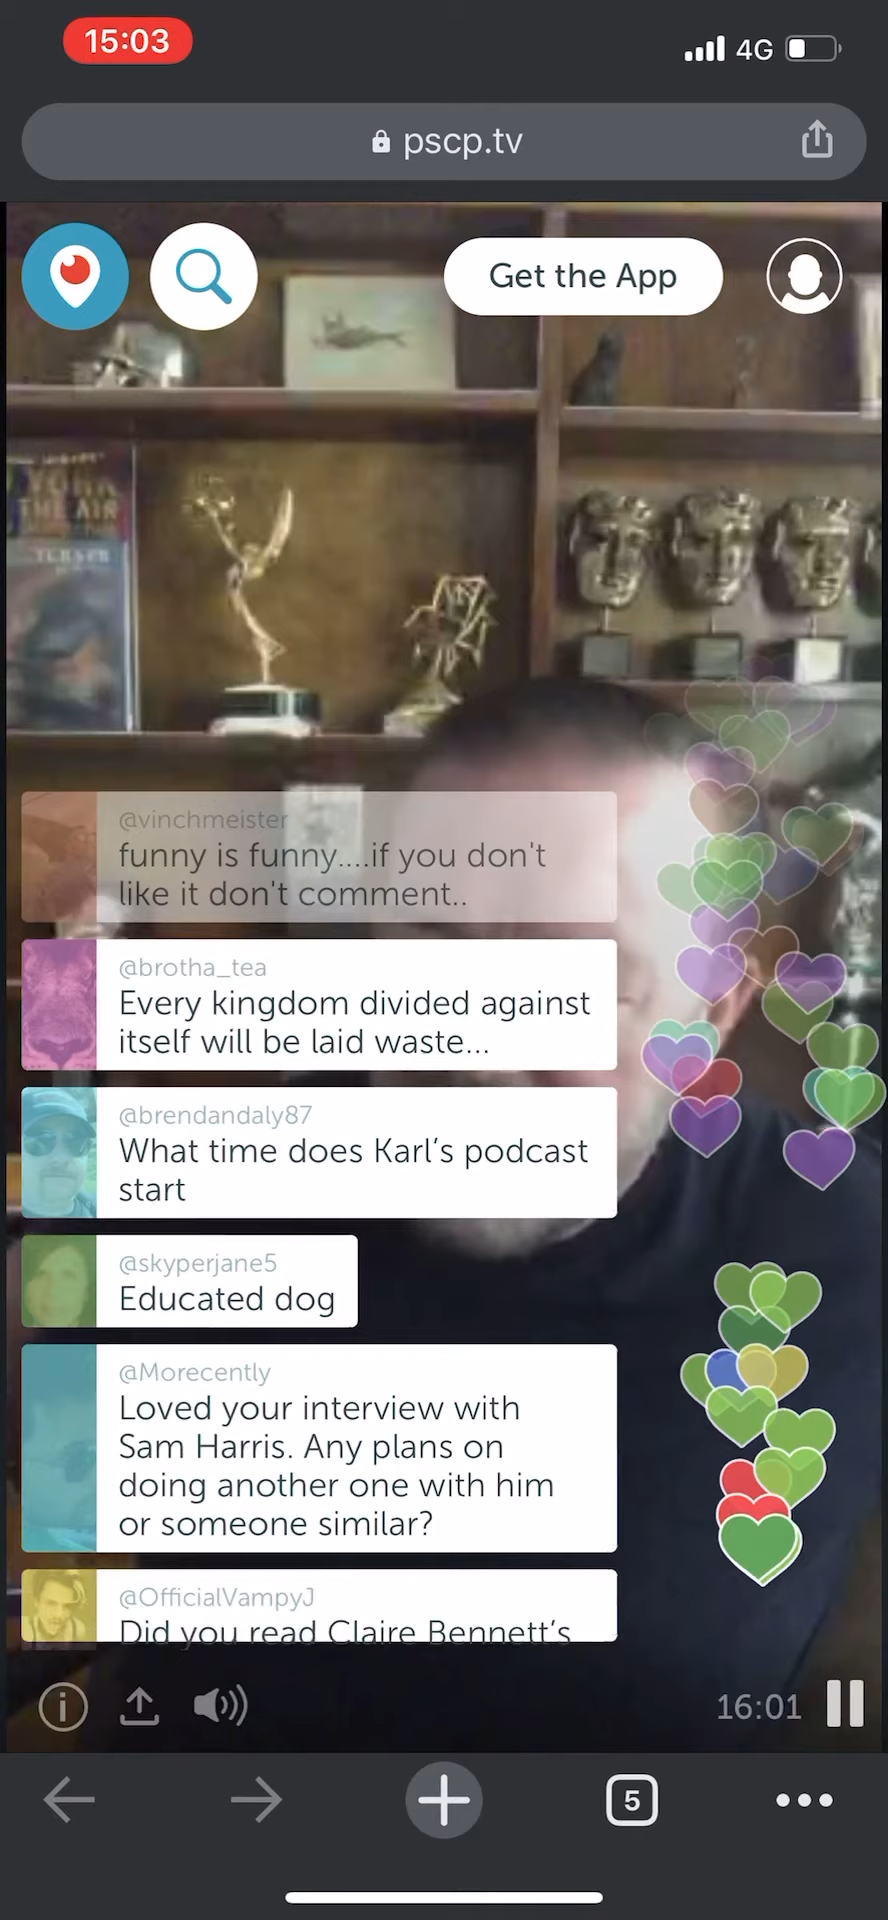 15:03
4G
pscp.tv
Get the App
THE AIR
TURNER
@vinchmeister
funny is funny....if you don't
like it don't comment..
@brotha_tea
Every kingdom divided against
itself will be laid waste...
@brendandaly87
What time does Karl's podcast
start
@skyperjane5
Educated dog
@Morecently
Loved your interview with
Sam Harris. Any plans on
doing another one with him
or someone similar?
@OfficialVampyJ
Did you read Claire Bennett's
16:01
5